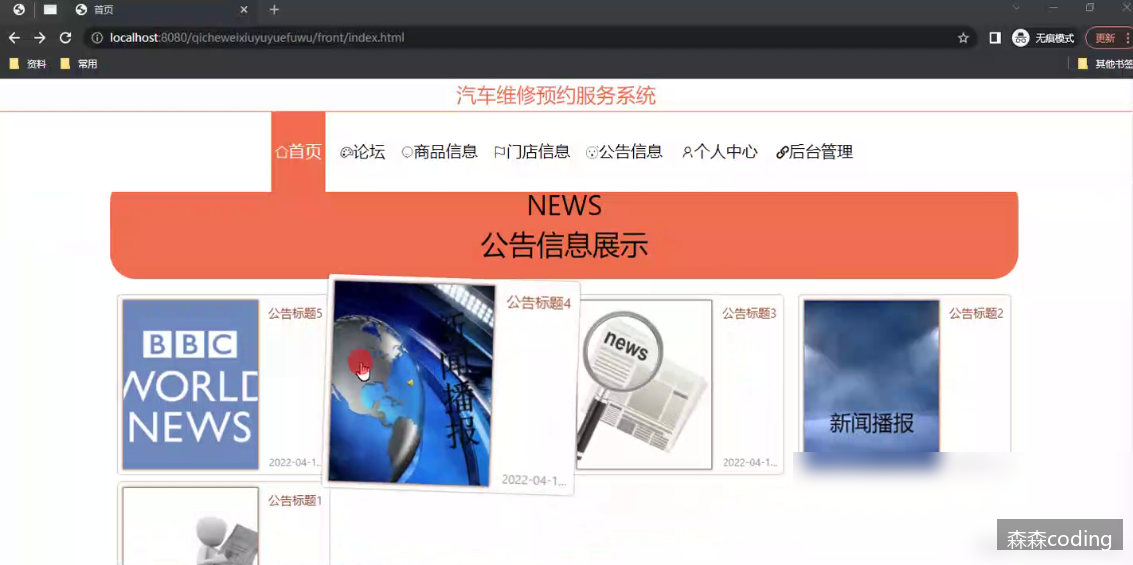 首页
localhost:8080/qicheweixiuyuyuefuwu/front/index.html
无痕模式
更新
资料
常用
其他书签
汽车维修预约服务系统
首页
论坛
商品信息
门店信息
公告信息
个人中心
后台管理
NEWS
公告信息展示
BBC
WORLD
NEWS
公告标题5
2022-04-1...
新闻播报
公告标题4
2022-04-1...
news
公告标题3
2022-04-1...
新闻播报
公告标题2
公告标题1
森森coding